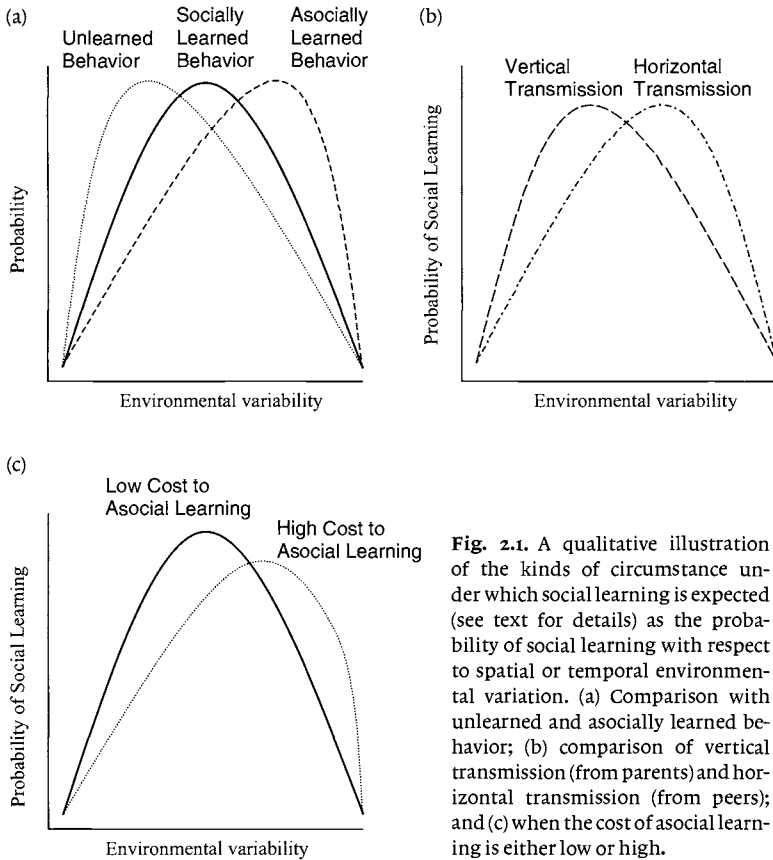 (a)
Unlearned
Behavior
Socially
Learned
Behavior
Asocially
Learned
Behavior
Probability
Environmental variability
(b)
Vertical
Transmission
Horizontal
Transmission
Probability of Social Learning
Environmental variability
(c)
Low Cost to
Asocial Learning
High Cost to
Asocial Learning
Probability of Social Learning
Environmental variability
Fig. 2.1. A qualitative illustration
of the kinds of circumstance un-
der which social learning is expected
(see text for details) as the proba-
bility of social learning with respect
to spatial or temporal environmen-
tal variation. (a) Comparison with
unlearned and asocially learned be-
havior; (b) comparison of vertical
transmission (from parents) and hor-
izontal transmission (from peers);
and (c) when the cost of asocial learn-
ing is either low or high.